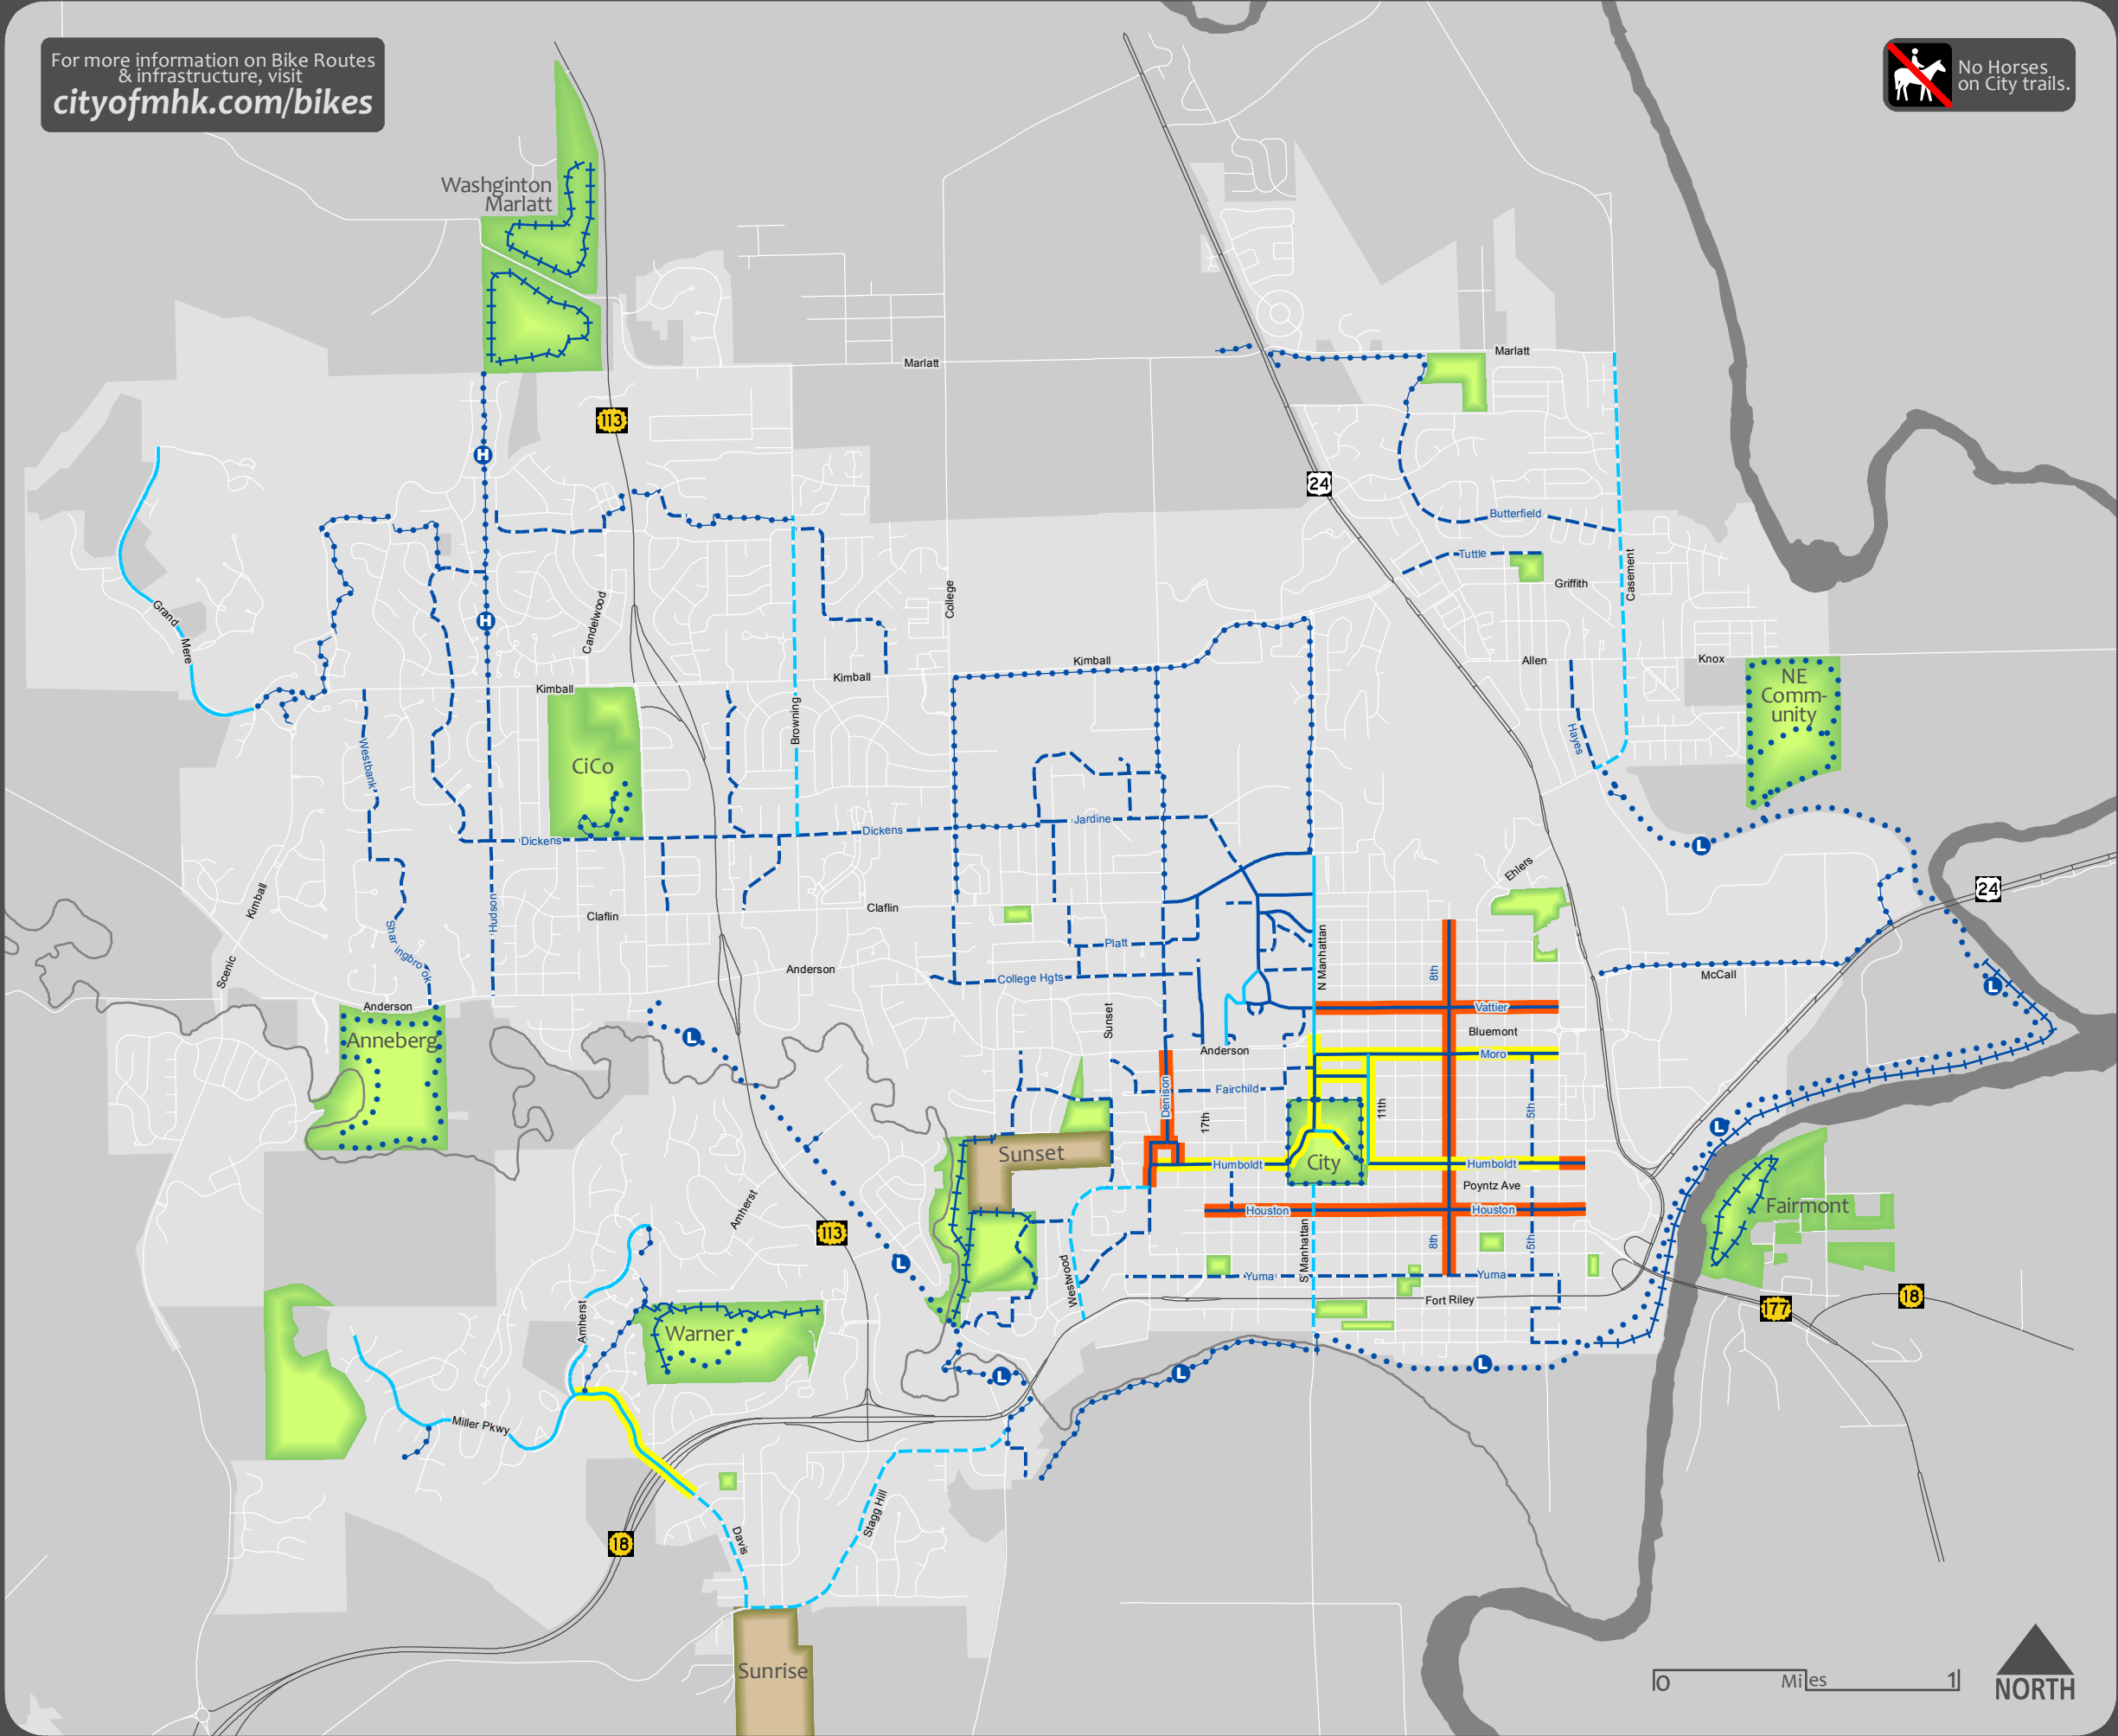 For more information on Bike Routes
& infrastructure, visit
cityofmhk.com/bikes
No Horses
on City trails.
Washginton
Marlatt
Marlatt
Marlatt
113
H
24
Butterfield
Tuttle
Griffith
Casement
Grand
Mere
H
Candelwood
College
Kimball
Kimball
Kimball
Allen
Knox
NE
Comm-
unity
Browning
Westbank
CiCo
Hayes
Dickens
Dickens
Jardine
L
Ehlers
24
Kimball
Claflin
Claflin
Hudson
Shar ingbro ok
Scenic
Platt
N Manhattan
8th
Anderson
College Hgts
McCall
L
Anderson
Anneberg
L
Sunset
Vattier
Bluemont
Anderson
Moro
Denison
Fairchild
17th
11th
5th
L
Sunset
Humboldt
City
Humboldt
Poyntz Ave
Houston
Houston
Fairmont
Amherst
113
L
Westwood
S Manhattan
8th
5th
Yuma
Yuma
Fort Riley
177
18
Amherst
Warner
L
L
L
Miller Pkwy
Stagg Hill
Davis
18
Sunrise
0
Miles
1
NORTH